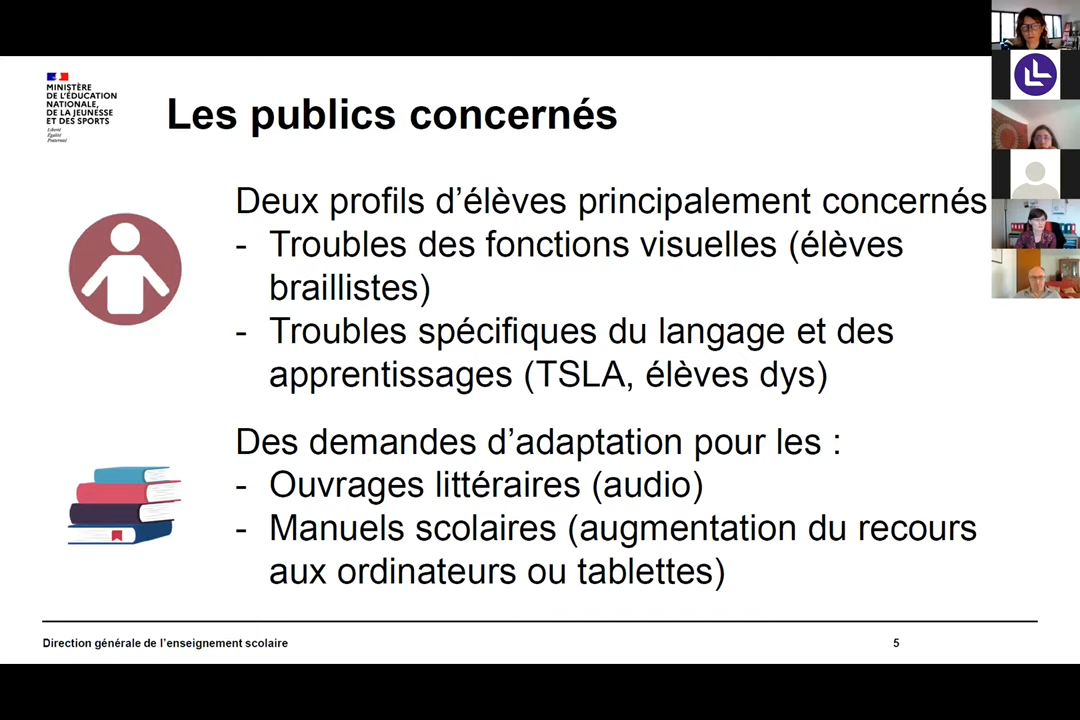 MINISTÈRE
DE L'ÉDUCATION
NATIONALE,
DE LA JEUNESSE
ET DES SPORTS
Liberté
Égalité
Fraternité
Les publics concernés
Deux profils d’élèves principalement concernés
- Troubles des fonctions visuelles (élèves
braillistes)
- Troubles spécifiques du langage et des
apprentissages (TSLA, élèves dys)
Des demandes d’adaptation pour les :
- Ouvrages littéraires (audio)
- Manuels scolaires (augmentation du recours
aux ordinateurs ou tablettes)
Direction générale de l’enseignement scolaire
5